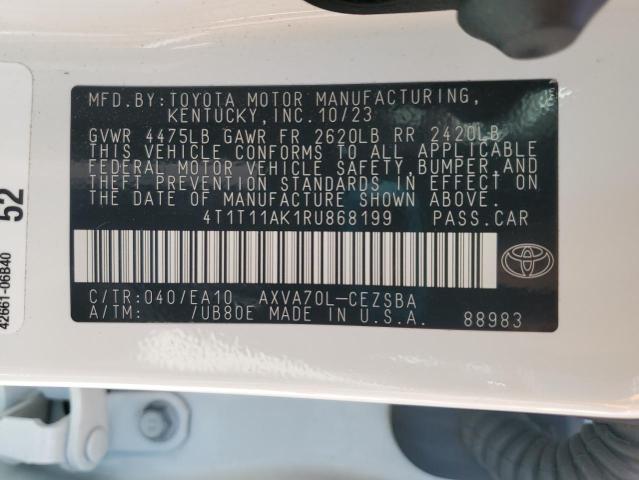 MFD.BY:TOYOTA MOTOR MANUFACTURING,
KENTUCKY,INC.10/23
GVWR 4475LB GAWR FR 2620LB RR 2420LB
THIS VEHICLE CONFORMS TO ALL APPLICABLE
FEDERAL MOTOR VEHICLE SAFETY,BUMPER,AND
THEFT PREVENTION STANDARDS IN EFFECT ON
THE DATE OF MANUFACTURE SHOWN ABOVE.
4T1T11AK1RU868199 PASS.CAR
C/TR:040/EA10 AXVA70L-CEZSBA
A/TM: /UB80E MADE IN U.S.A. 88983
52
42661-06B40